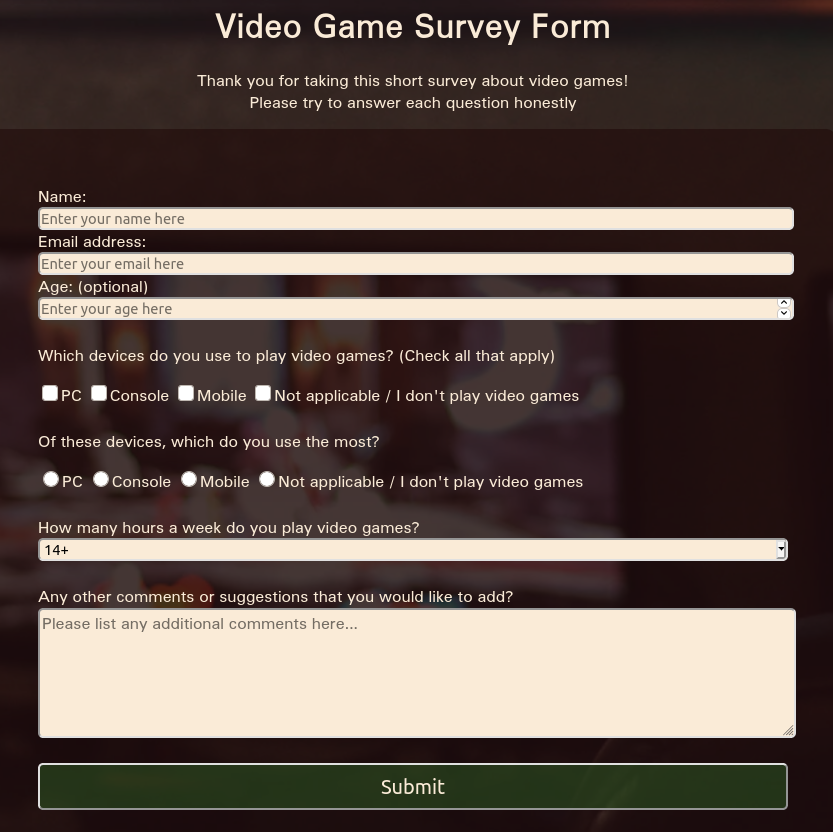 Video Game Survey Form
Thank you for taking this short survey about video games!
Please try to answer each question honestly
Name:
Enter your name here
Email address:
Enter your email here
Age: (optional)
Enter your age here
Which devices do you use to play video games? (Check all that apply)
PC Console Mobile Not applicable / I don't play video games
Of these devices, which do you use the most?
PC Console Mobile Not applicable / I don't play video games
How many hours a week do you play video games?
14+
Any other comments or suggestions that you would like to add?
Please list any additional comments here...
Submit